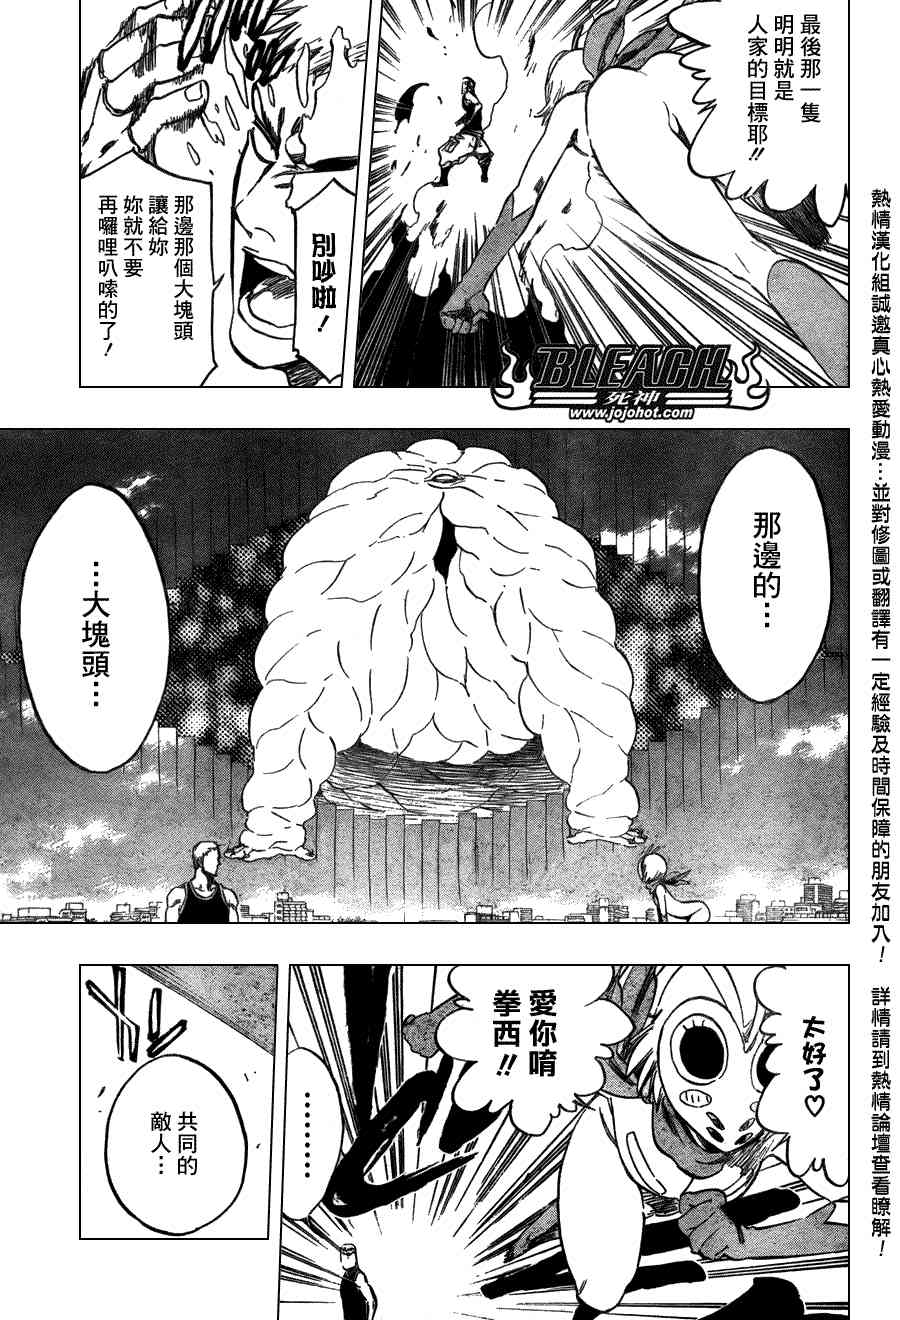 最後那一隻
明明就是
人家的目標耶!!
別吵啦!
那邊那個大塊頭
讓給妳
妳就不要
再囉哩叭嗦的了!
BLEACH
死神
www.jojohot.com
那邊的…
…大塊頭…
太好了♡
愛你唷
拳西!!
………
共同的
敵人…
熱情漢化組誠邀真心熱愛動漫…並對修圖或翻譯有一定經驗及時間保障的朋友加入! 詳情請到熱情論壇查看瞭解!